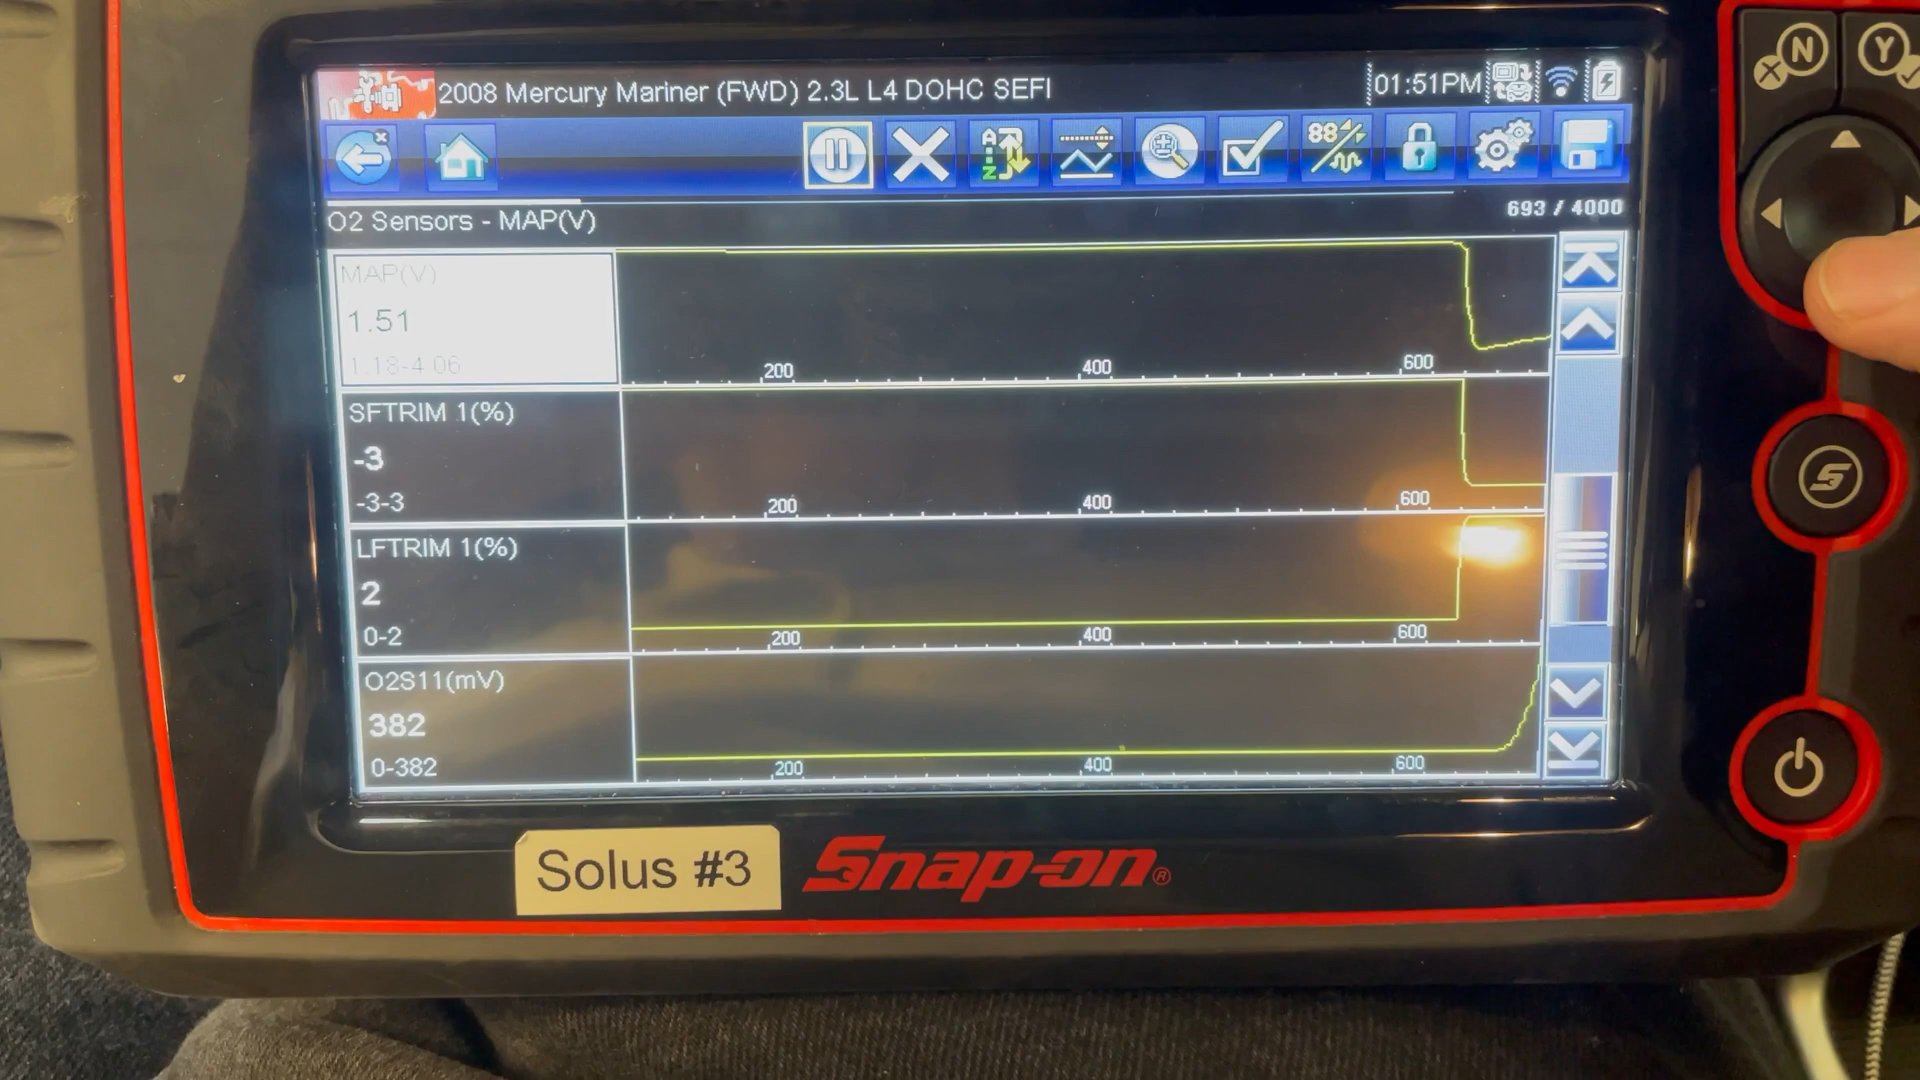 2008 Mercury Mariner (FWD) 2.3L L4 DOHC SEFI
01:51PM
N
Y
A
Z
88
O2 Sensors - MAP(V)
693 / 4000
MAP(V)
1.51
1.18-4.06
200
400
600
SFTRIM 1(%)
-3
-3-3
200
400
600
LFTRIM 1(%)
2
0-2
200
400
600
O2S11(mV)
382
0-382
200
400
600
S
Solus #3
Snap-on®